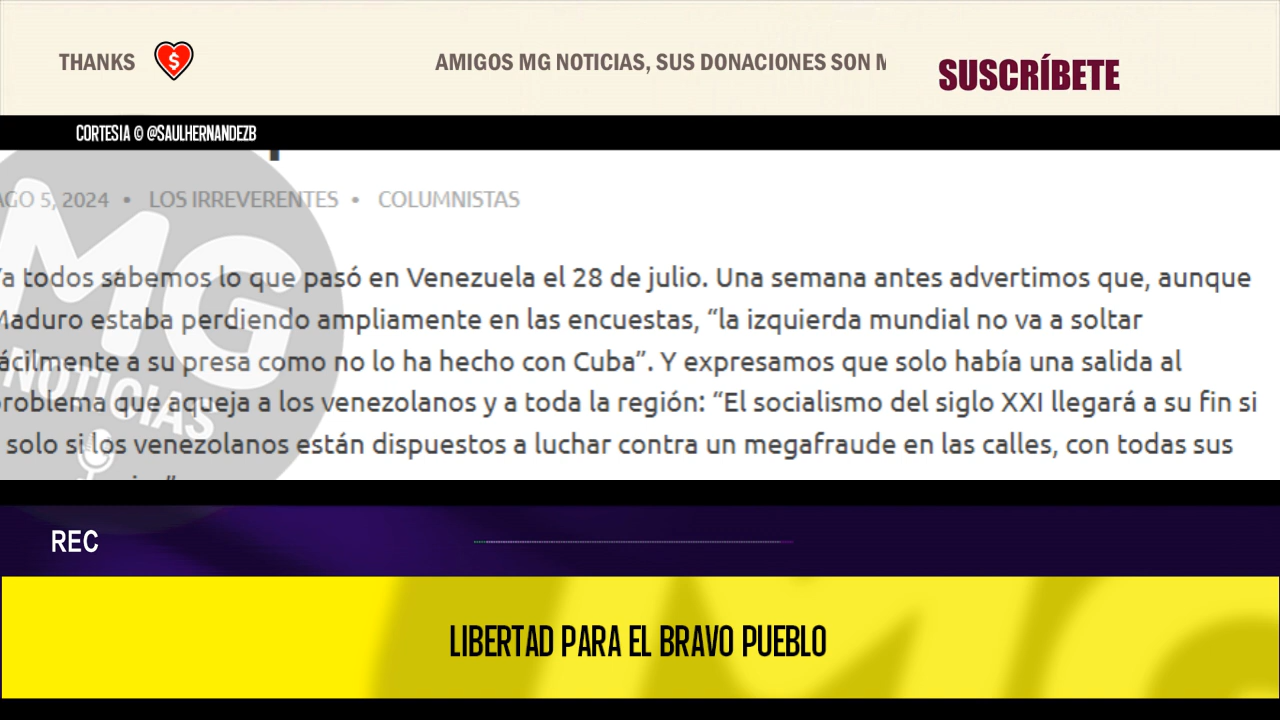 THANKS
AMIGOS MG NOTICIAS, SUS DONACIONES SON
SUSCRÍBETE
CORTESIA © @SAULHERNANDEZB
AGO 5, 2024 • LOS IRREVERENTES • COLUMNISTAS
Ya todos sabemos lo que pasó en Venezuela el 28 de julio. Una semana antes advertimos que, aunque
Maduro estaba perdiendo ampliamente en las encuestas, “la izquierda mundial no va a soltar
fácilmente a su presa como no lo ha hecho con Cuba”. Y expresamos que solo había una salida al
problema que aqueja a los venezolanos y a toda la región: “El socialismo del siglo XXI llegará a su fin si
solo si los venezolanos están dispuestos a luchar contra un megafraude en las calles, con todas sus
MG
NOTICIAS
REC
LIBERTAD PARA EL BRAVO PUEBLO